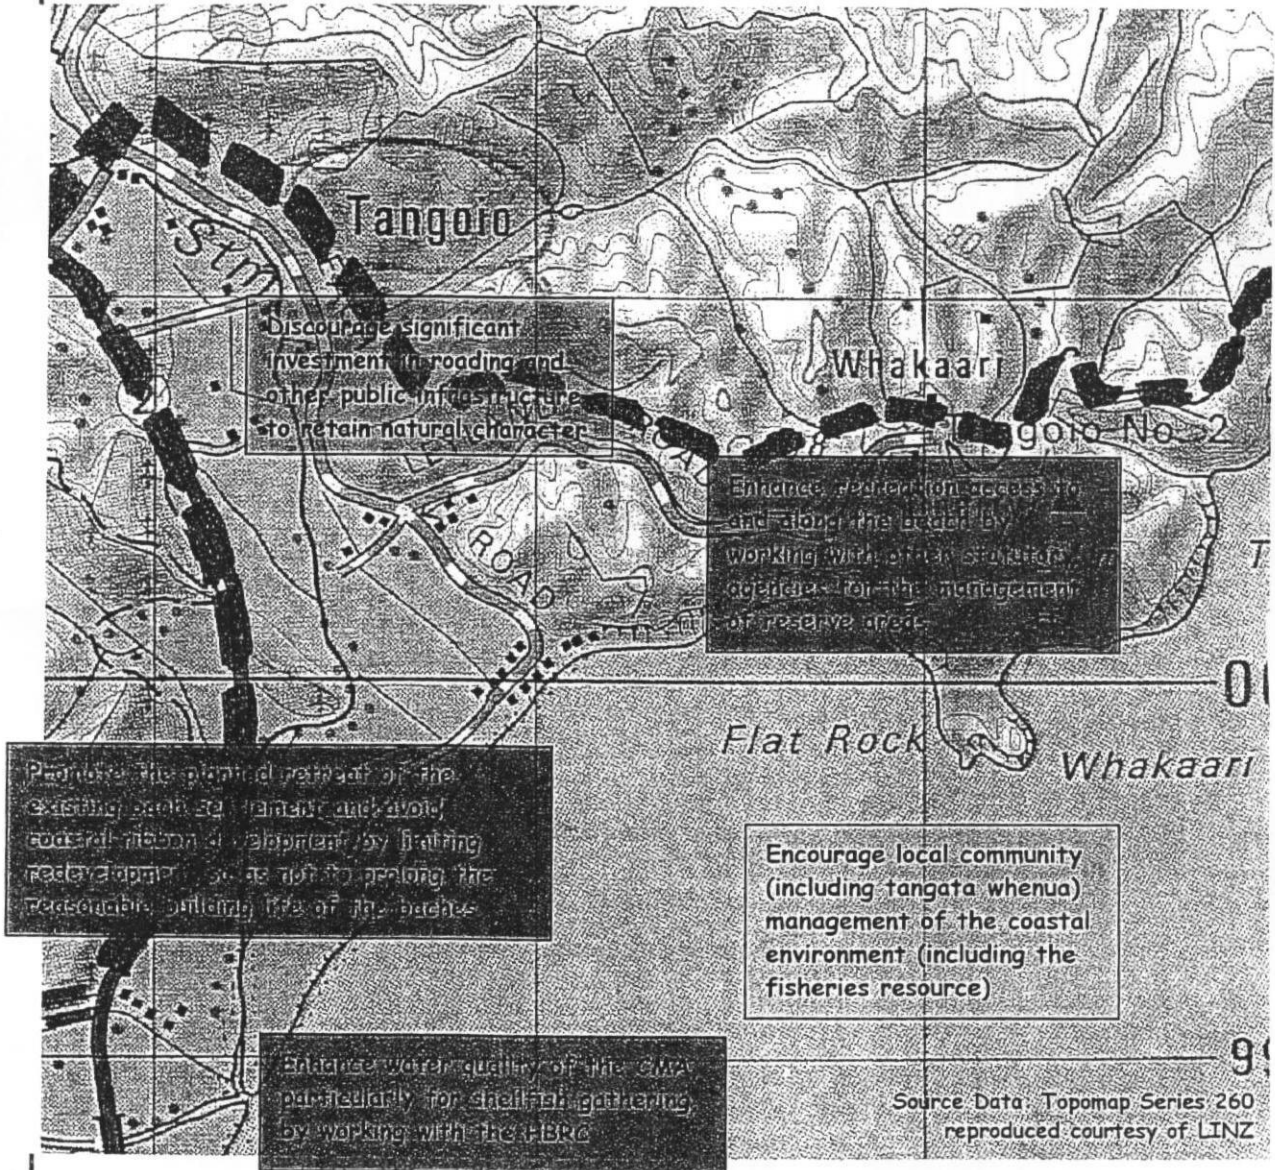 Tangoio
Stm
Discourage significant
investment in roading and
other public infrastructure
to retain natural character
Whakaari
goio No 2
2
ROAD
Enhance recreation access to
and along the beach by
working with other statutory
agencies for the management
of reserve areas
Flat Rock
Whakaari
Promote the planned retreat of the
existing bach settlement and avoid
coastal ribbon development by limiting
redevelopment so as not to prolong the
reasonable building life of the baches
Encourage local community
(including tangata whenua)
management of the coastal
environment (including the
fisheries resource)
Enhance water quality of the CMA
particularly for shellfish gathering
by working with the HBRC
99
Source Data: Topomap Series 260
reproduced courtesy of LINZ